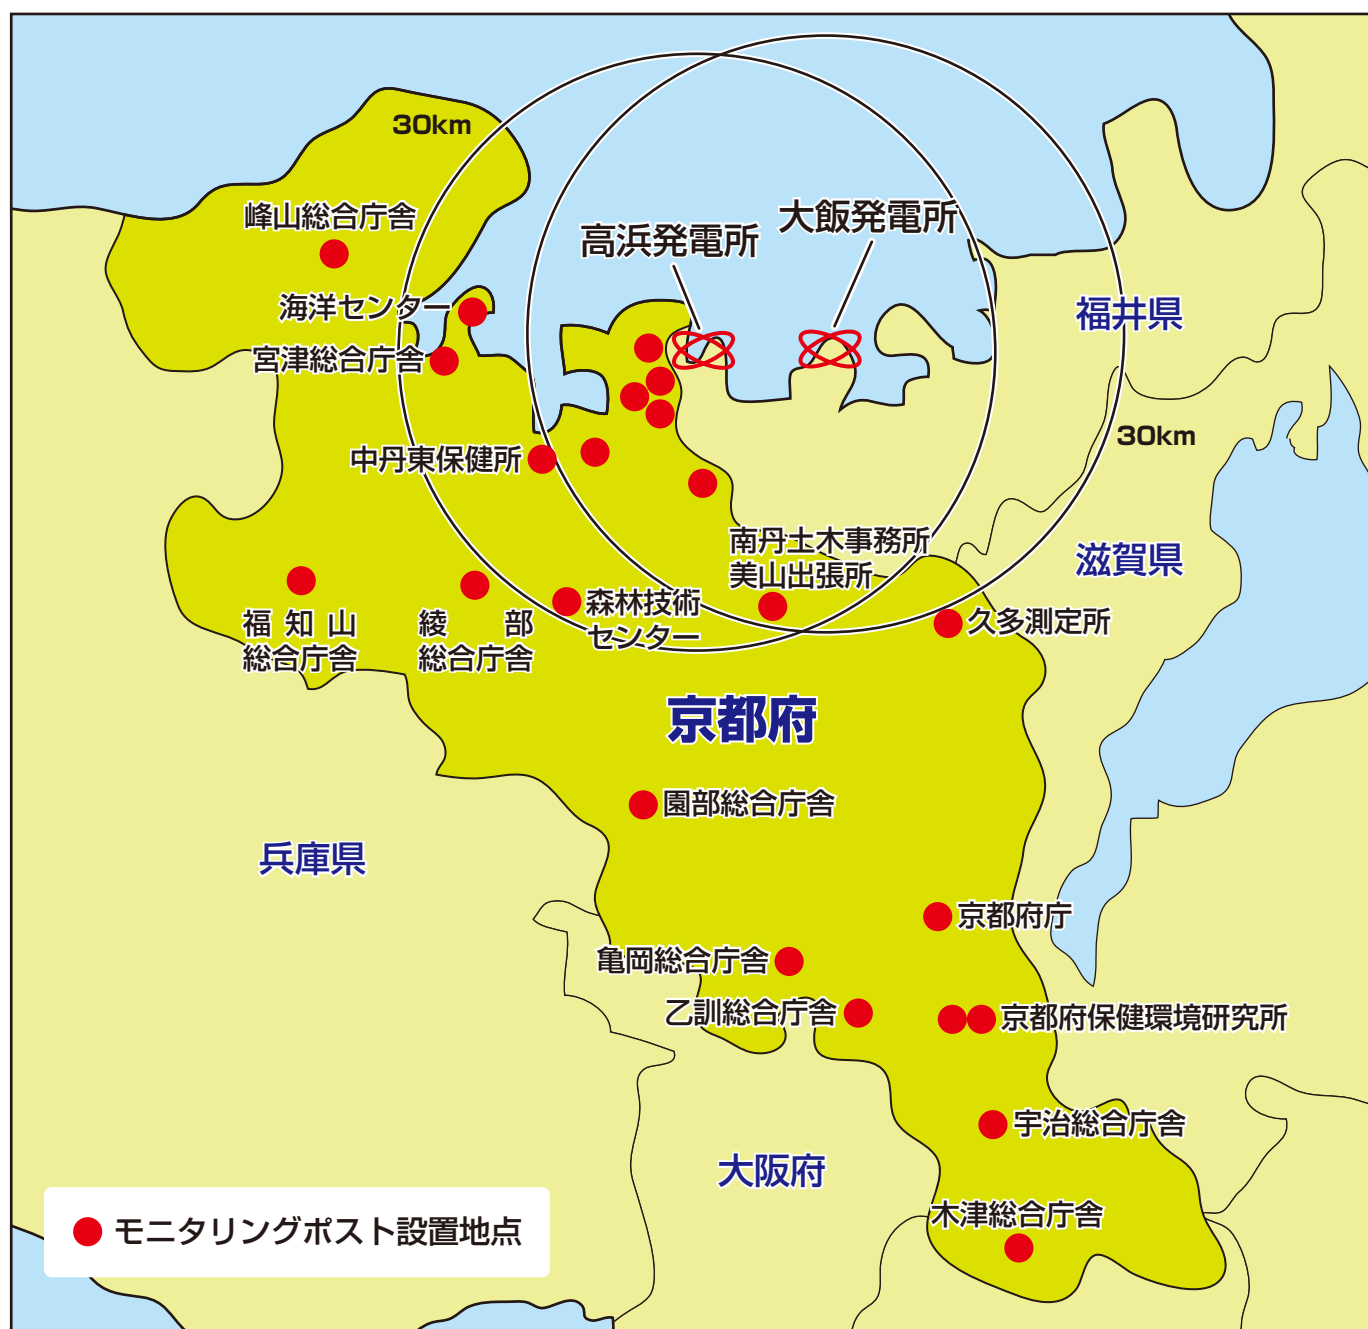 30km
峰山総合庁舎
高浜発電所
大飯発電所
海洋センター
福井県
宮津総合庁舎
30km
中丹東保健所
南丹土木事務所
美山出張所
滋賀県
森林技術
センター
久多測定所
福知山
総合庁舎
綾部
総合庁舎
京都府
園部総合庁舎
兵庫県
京都府庁
亀岡総合庁舎
乙訓総合庁舎
京都府保健環境研究所
宇治総合庁舎
大阪府
木津総合庁舎
モニタリングポスト設置地点